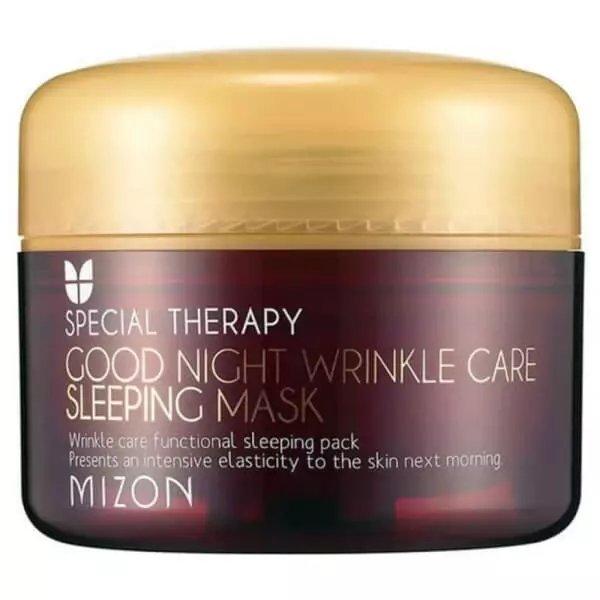 SPECIAL THERAPY
GOOD NIGHT WRINKLE CARE
SLEEPING MASK
Wrinkle care functional sleeping pack
Presents an intensive elasticity to the skin next morning.
MIZON